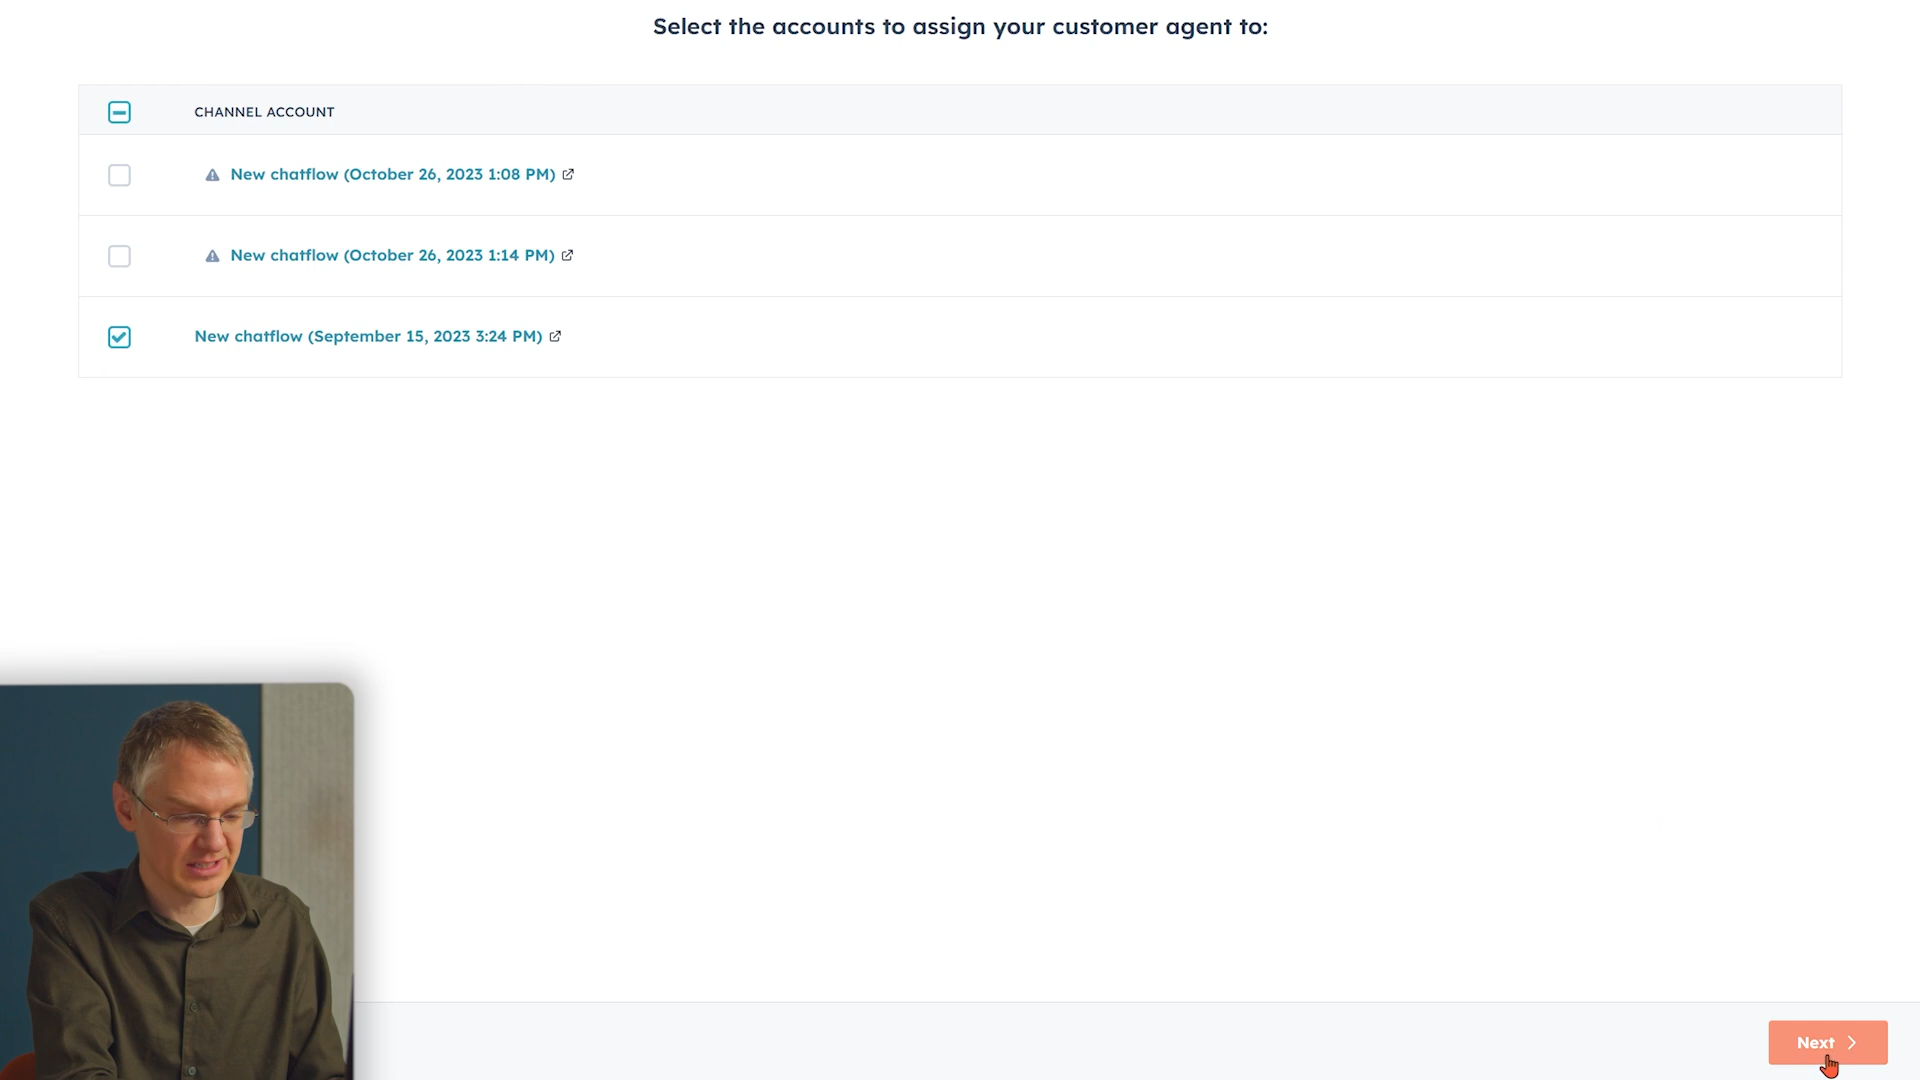 Select the accounts to assign your customer agent to:
CHANNEL ACCOUNT
New chatflow (October 26, 2023 1:08 PM)
New chatflow (October 26, 2023 1:14 PM)
New chatflow (September 15, 2023 3:24 PM)
Next